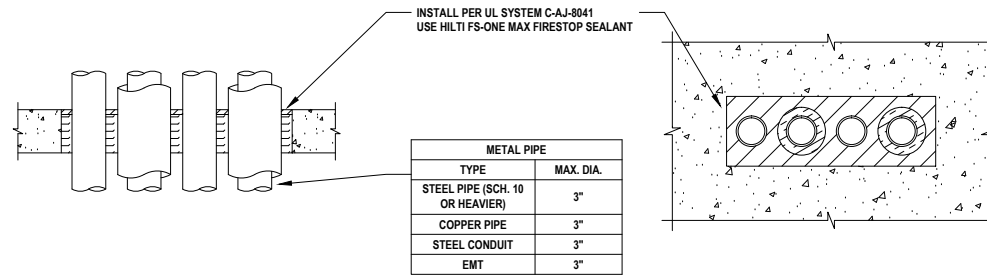 INSTALL PER UL SYSTEM C-AJ-8041
USE HILTI FS-ONE MAX FIRESTOP SEALANT
METAL PIPE
TYPE MAX. DIA.
STEEL PIPE (SCH. 10
OR HEAVIER) 3"
COPPER PIPE 3"
STEEL CONDUIT 3"
EMT 3"